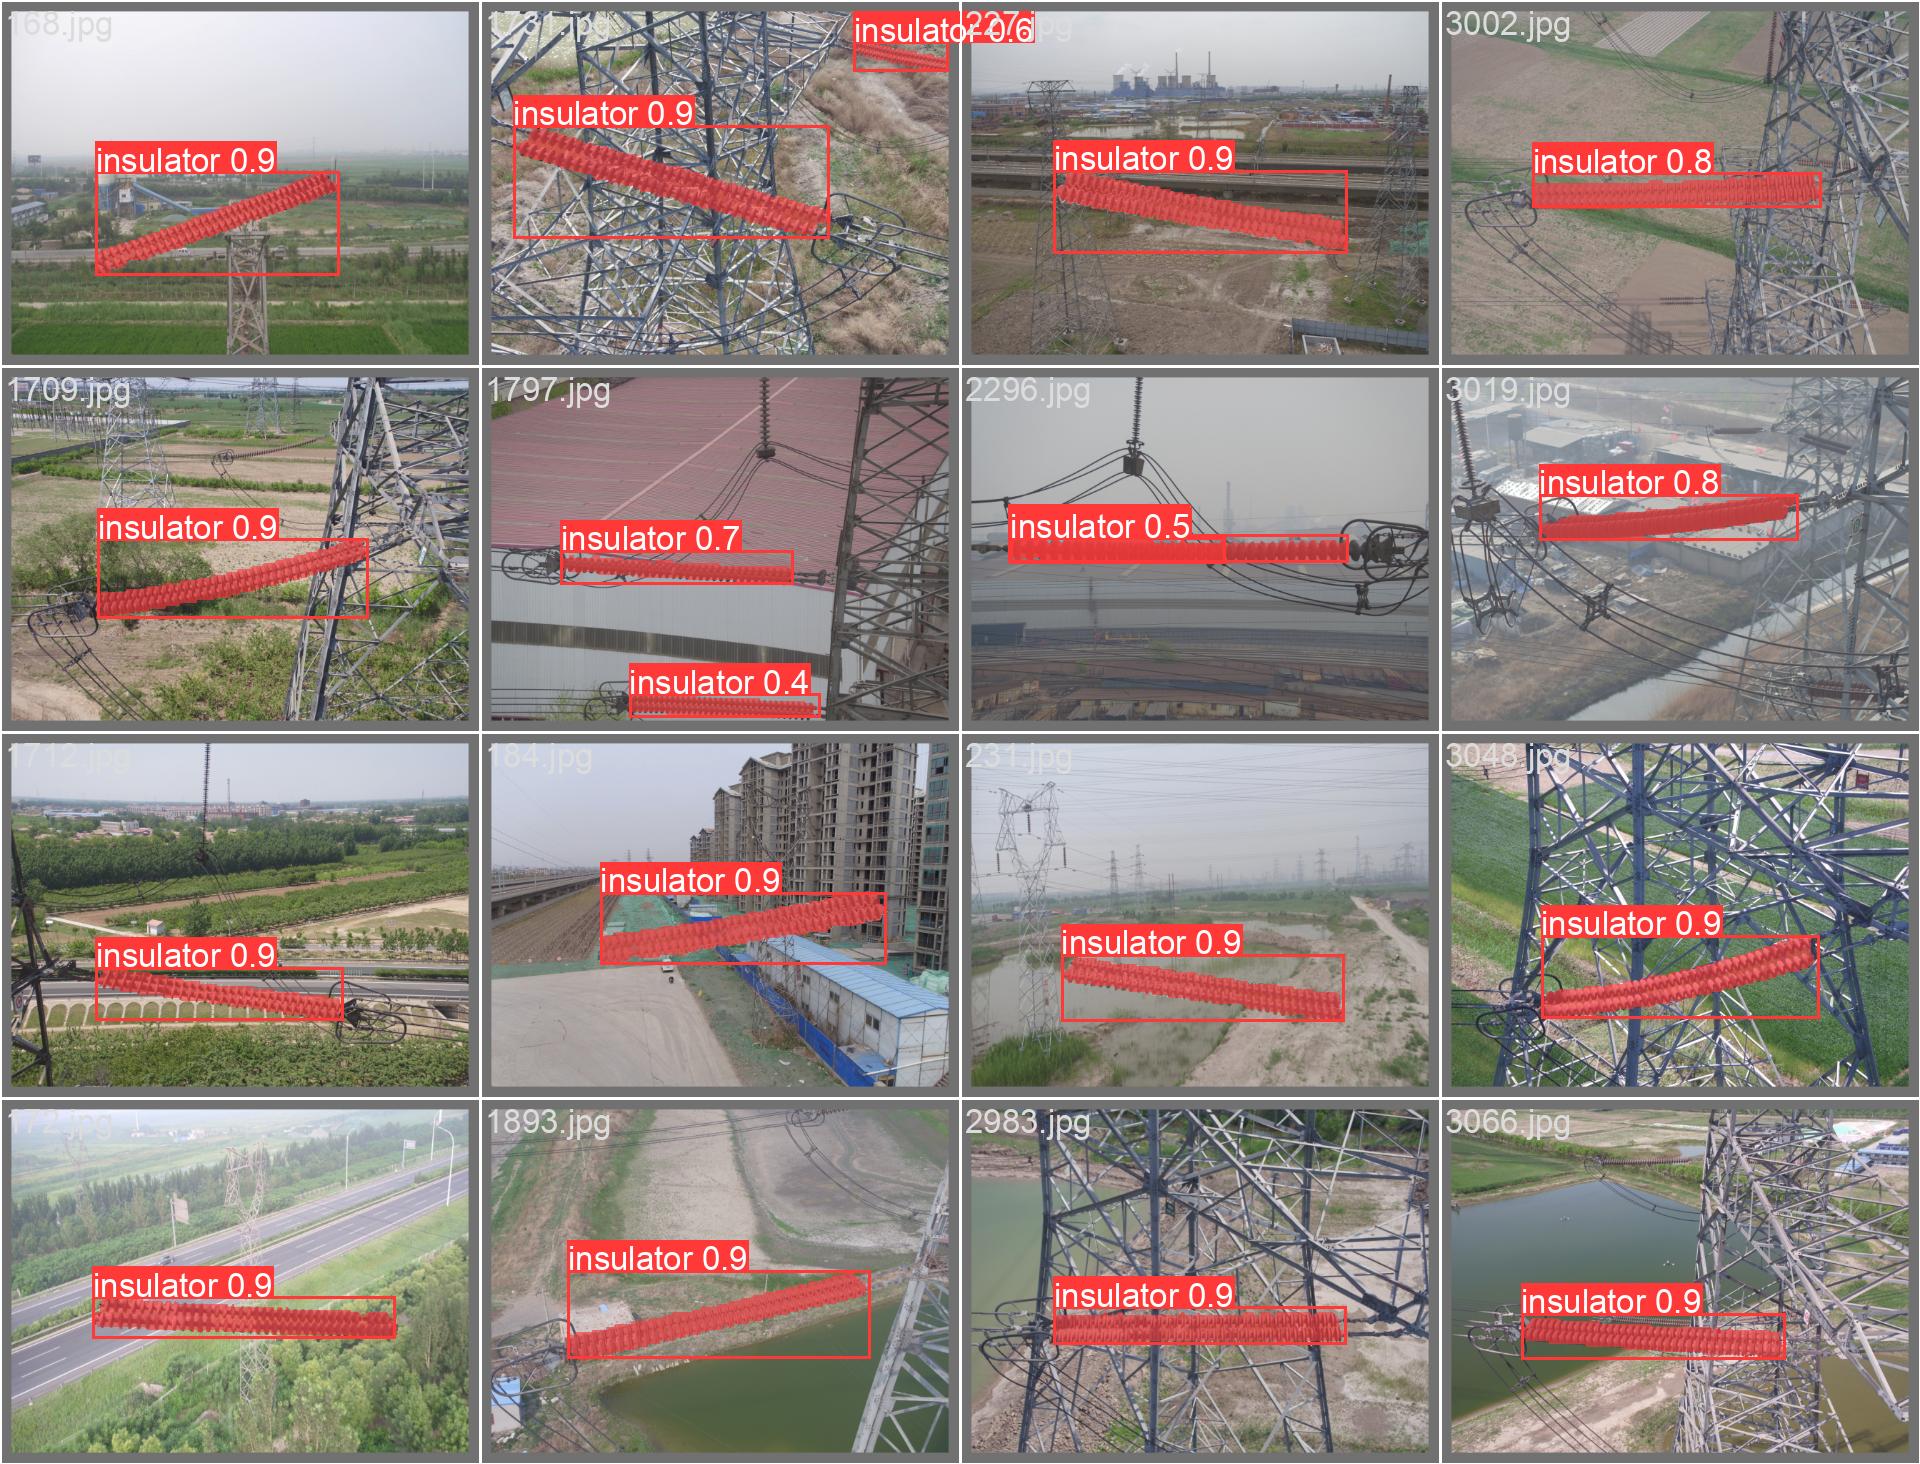 168.jpg
1731.jpg
insulator 0.6
227.jpg
3002.jpg
insulator 0.9
insulator 0.9
insulator 0.9
insulator 0.8
1709.jpg
1797.jpg
2296.jpg
3019.jpg
insulator 0.9
insulator 0.7
insulator 0.5
insulator 0.8
insulator 0.4
1712.jpg
184.jpg
231.jpg
3048.jpg
insulator 0.9
insulator 0.9
insulator 0.9
insulator 0.9
172.jpg
1893.jpg
2983.jpg
3066.jpg
insulator 0.9
insulator 0.9
insulator 0.9
insulator 0.9